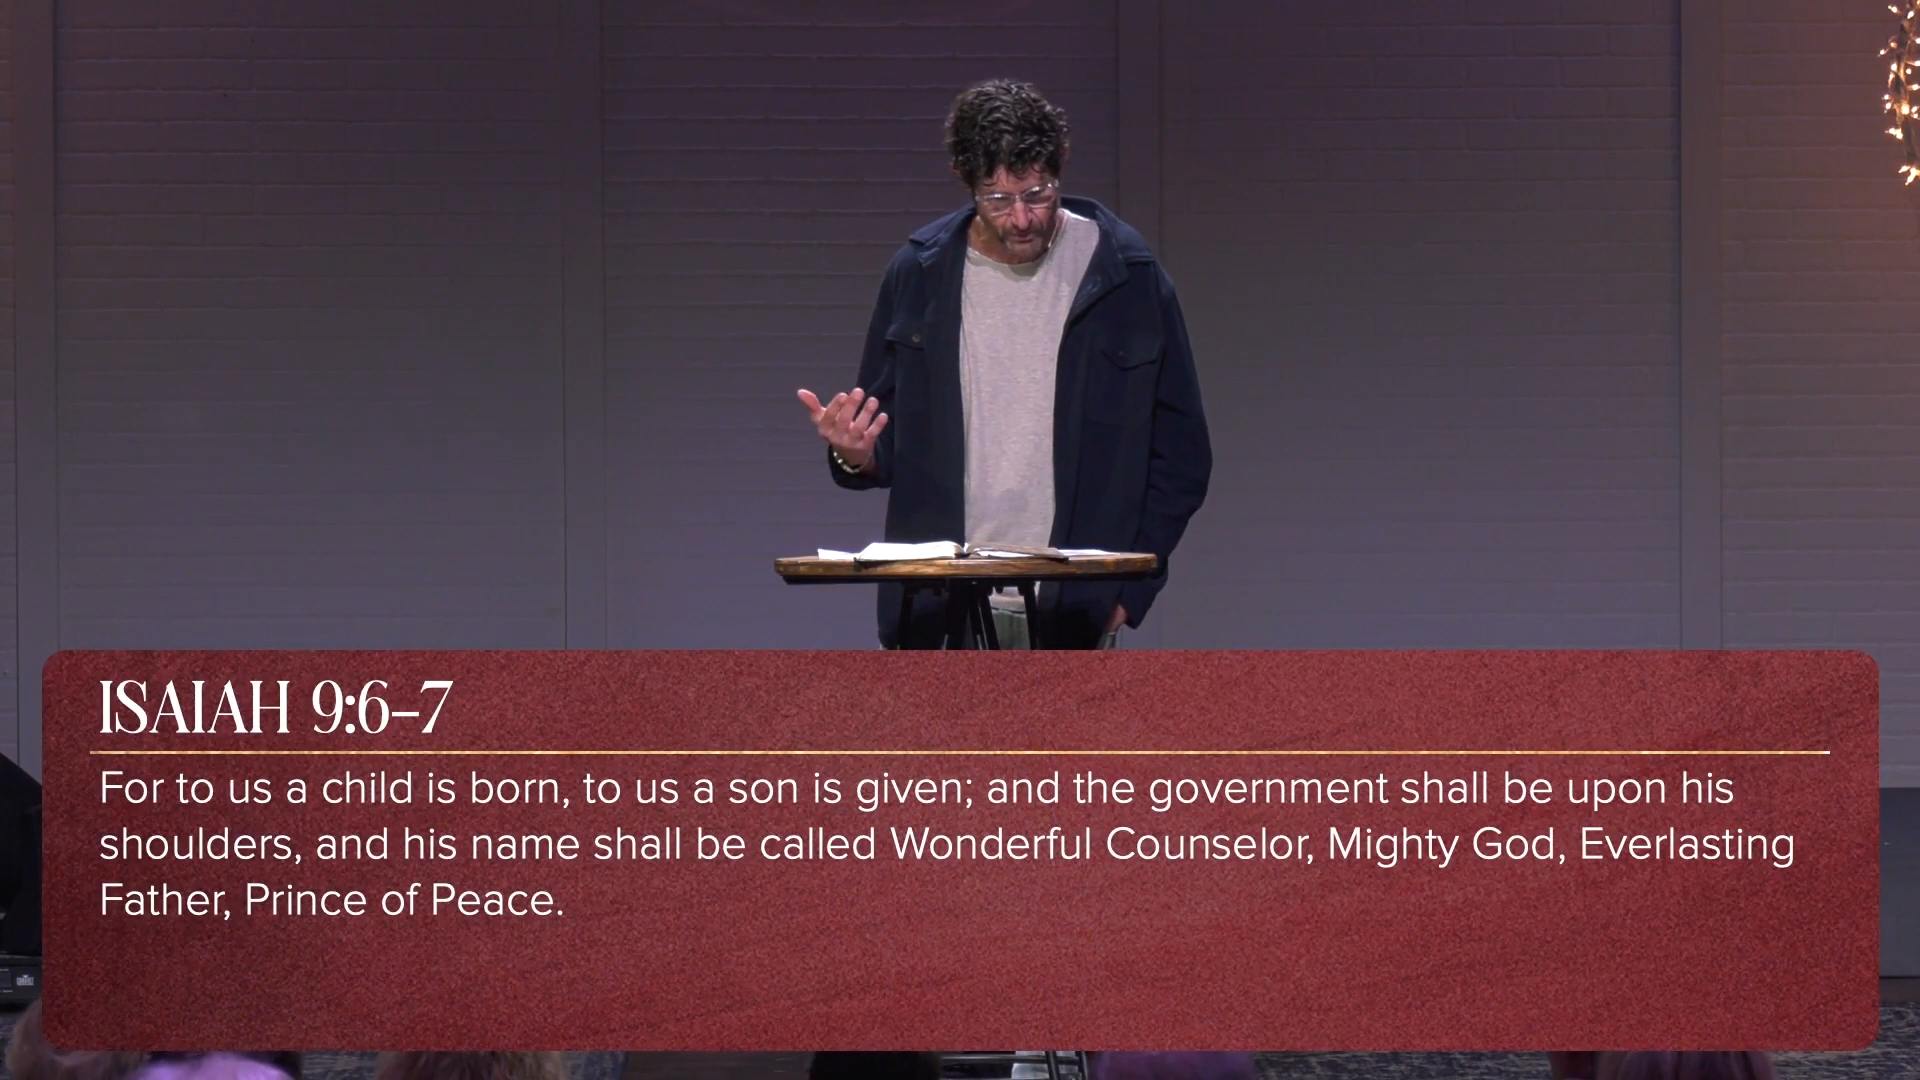 ISAIAH 9:6–7
For to us a child is born, to us a son is given; and the government shall be upon his
shoulders, and his name shall be called Wonderful Counselor, Mighty God, Everlasting
Father, Prince of Peace.